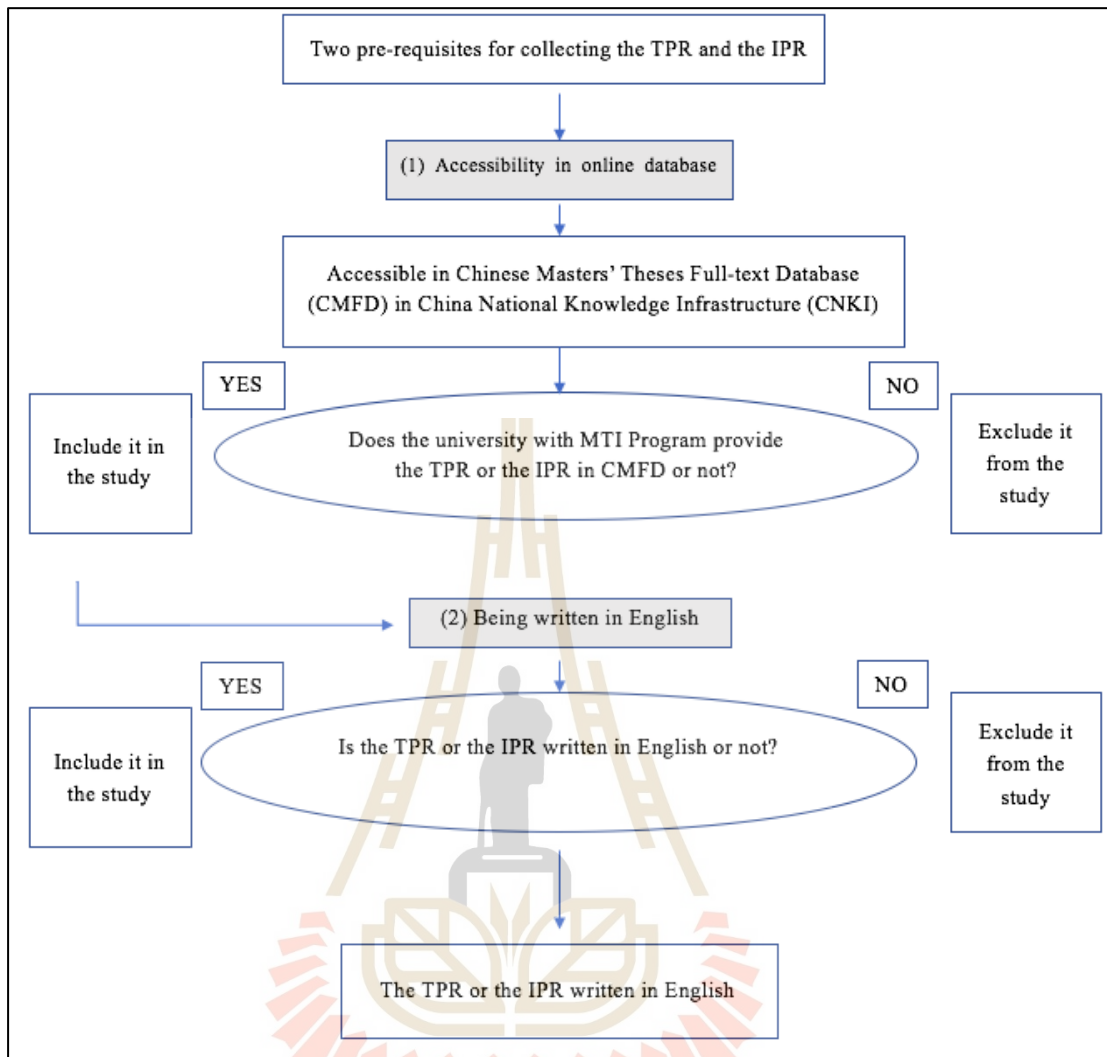 Two pre-requisites for collecting the TPR and the IPR
(1) Accessibility in online database
Accessible in Chinese Masters’ Theses Full-text Database
(CMFD) in China National Knowledge Infrastructure (CNKI)
YES
NO
Include it in
the study
Does the university with MTI Program provide
the TPR or the IPR in CMFD or not?
Exclude it
from the
study
(2) Being written in English
YES
NO
Include it in
the study
Is the TPR or the IPR written in English or not?
Exclude it
from the
study
The TPR or the IPR written in English